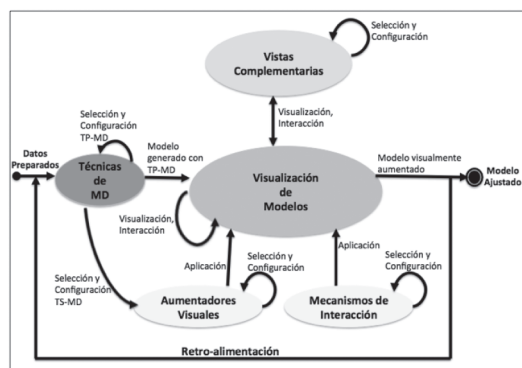 Selección y
Configuración
Vistas
Complementarias
Selección y
Configuración
TP-MD
Visualización,
Interacción
Datos
Preparados
Técnicas
de
MD
Modelo
generado con
TP-MD
Visualización
de
Modelos
Modelo visualmente
aumentado
Modelo
Ajustado
Visualización,
Interacción
Selección y
Configuración
TS-MD
Aplicación
Selección y
Configuración
Aplicación
Selección y
Configuración
Aumentadores
Visuales
Mecanismos de
Interacción
Retro-alimentación